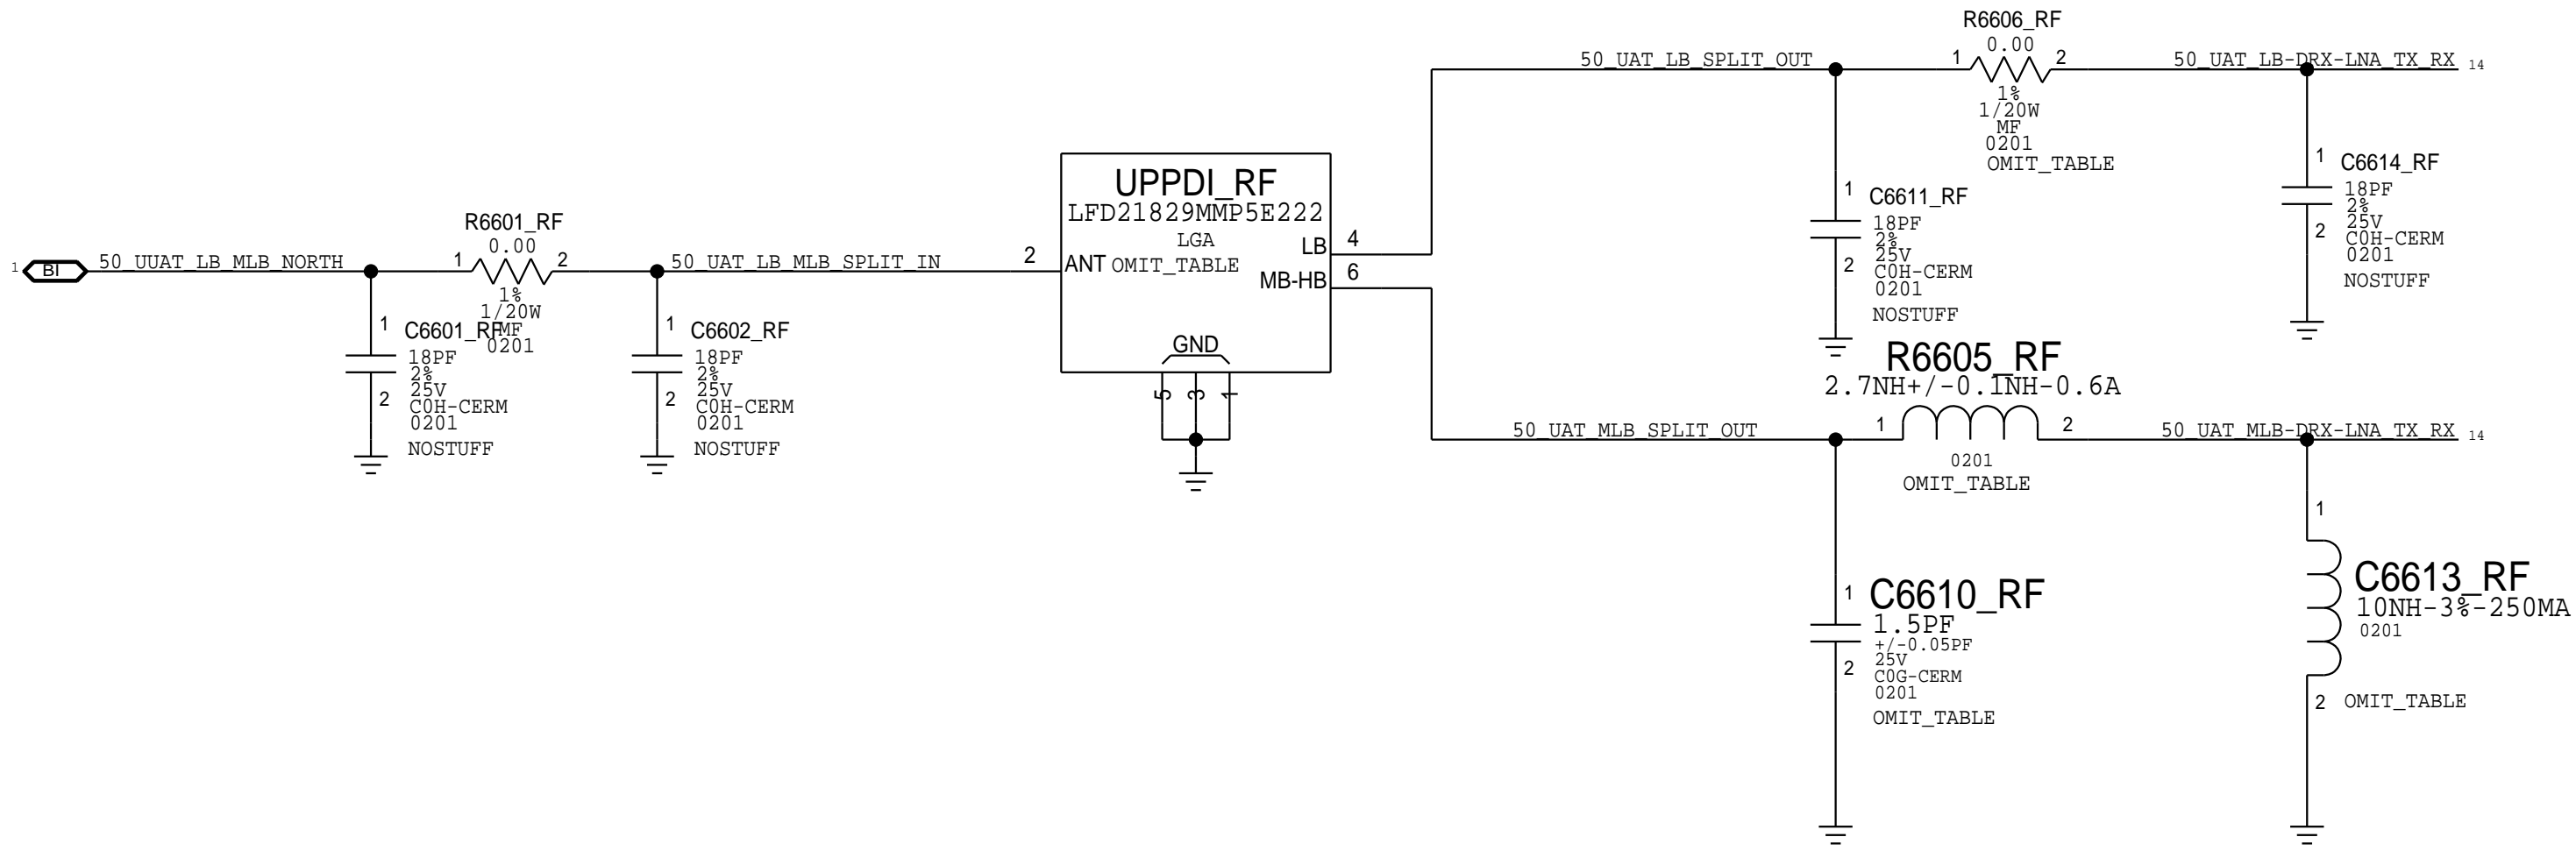 R6606_RF
0.00
50_UAT_LB_SPLIT_OUT
1
2
50_UAT_LB-DRX-LNA_TX_RX
14
1%
1/20W
MF
0201
OMIT_TABLE
1
C6614_RF
18PF
2%
25V
C0H-CERM
0201
2
NOSTUFF
1
C6611_RF
18PF
2%
25V
C0H-CERM
0201
2
NOSTUFF
UPPDI_RF
LFD21829MMP5E222
LGA
OMIT_TABLE
2
ANT
LB
4
MB-HB
6
GND
5
3
1
1
BI
50_UUAT_LB_MLB_NORTH
R6601_RF
0.00
1
2
1%
1/20W
MF
0201
50_UAT_LB_MLB_SPLIT_IN
1
C6601_RF
18PF
2%
25V
C0H-CERM
0201
2
NOSTUFF
1
C6602_RF
18PF
2%
25V
C0H-CERM
0201
2
NOSTUFF
R6605_RF
2.7NH+/-0.1NH-0.6A
50_UAT_MLB_SPLIT_OUT
1
2
50_UAT_MLB-DRX-LNA_TX_RX
14
0201
OMIT_TABLE
1
C6610_RF
1.5PF
+/-0.05PF
25V
C0G-CERM
0201
2
OMIT_TABLE
1
C6613_RF
10NH-3%-250MA
0201
2
OMIT_TABLE